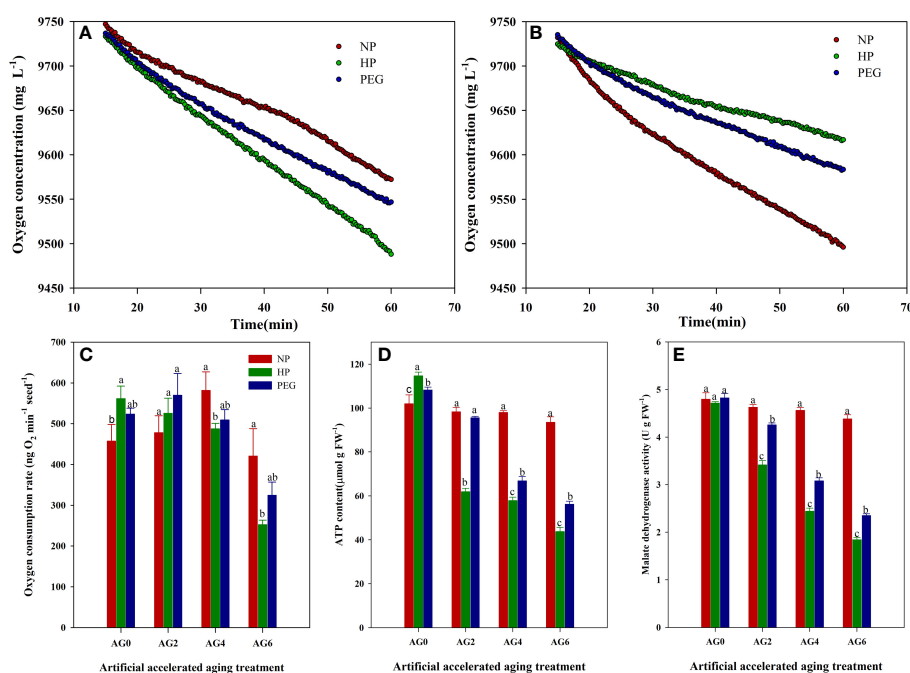 A
NP
HP
PEG
9750
9700
9650
9600
9550
9500
9450
10 20 30 40 50 60 70
Oxygen concentration (mg L-1)
Time(min)
B
NP
HP
PEG
9750
9700
9650
9600
9550
9500
9450
10 20 30 40 50 60 70
Oxygen concentration (mg L-1)
Time(min)
C
NP
HP
PEG
700
600
500
400
300
200
100
0
b a ab a a a a b ab a b ab
AG0 AG2 AG4 AG6
Oxygen consumption rate (ng O2 min-1 seed-1)
Artificial accelerated aging treatment
D
120
100
80
60
40
20
0
c a b a b a a c b a c b
AG0 AG2 AG4 AG6
ATP content(μmol g FW-1)
Artificial accelerated aging treatment
E
6
5
4
3
2
1
0
a a a a c b a c b a c b
AG0 AG2 AG4 AG6
Malate dehydrogenase activity (U g FW-1)
Artificial accelerated aging treatment